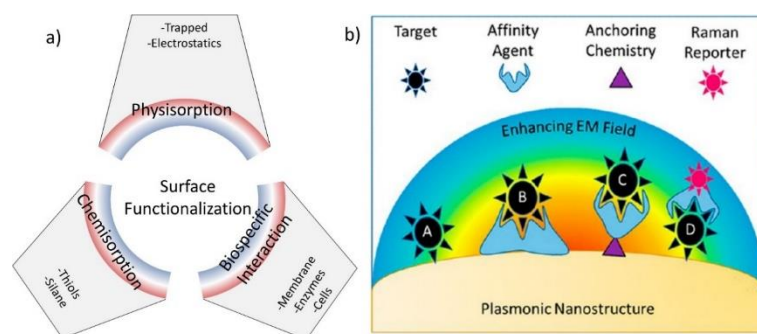 a)
-Trapped
-Electrostatics
Physisorption
Surface
Functionalization
Chemisorption
-Thiols
-Silane
Biospecific
Interaction
-Membrane
-Enzymes
-Cells
b)
Target
Affinity
Agent
Anchoring
Chemistry
Raman
Reporter
Enhancing EM Field
A
B
C
D
Plasmonic Nanostructure